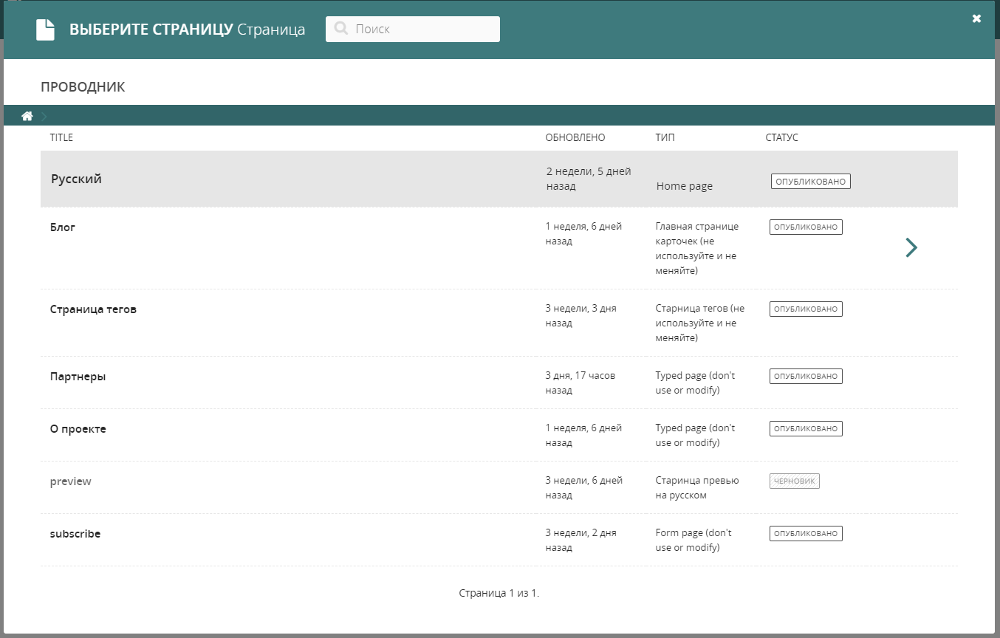 ВЫБЕРИТЕ СТРАНИЦУ Страница
Поиск
ПРОВОДНИК
TITLE ОБНОВЛЕНО ТИП СТАТУС
Русский 2 недели, 5 дней назад Home page ОПУБЛИКОВАНО
Блог 1 неделя, 6 дней назад Главная странице карточек (не используйте и не меняйте) ОПУБЛИКОВАНО
Страница тегов 3 недели, 3 дня назад Старница тегов (не используйте и не меняйте) ОПУБЛИКОВАНО
Партнеры 3 дня, 17 часов назад Typed page (don't use or modify) ОПУБЛИКОВАНО
О проекте 1 неделя, 6 дней назад Typed page (don't use or modify) ОПУБЛИКОВАНО
preview 3 недели, 6 дней назад Старинца превью на русском ЧЕРНОВИК
subscribe 3 недели, 2 дня назад Form page (don't use or modify) ОПУБЛИКОВАНО
Страница 1 из 1.